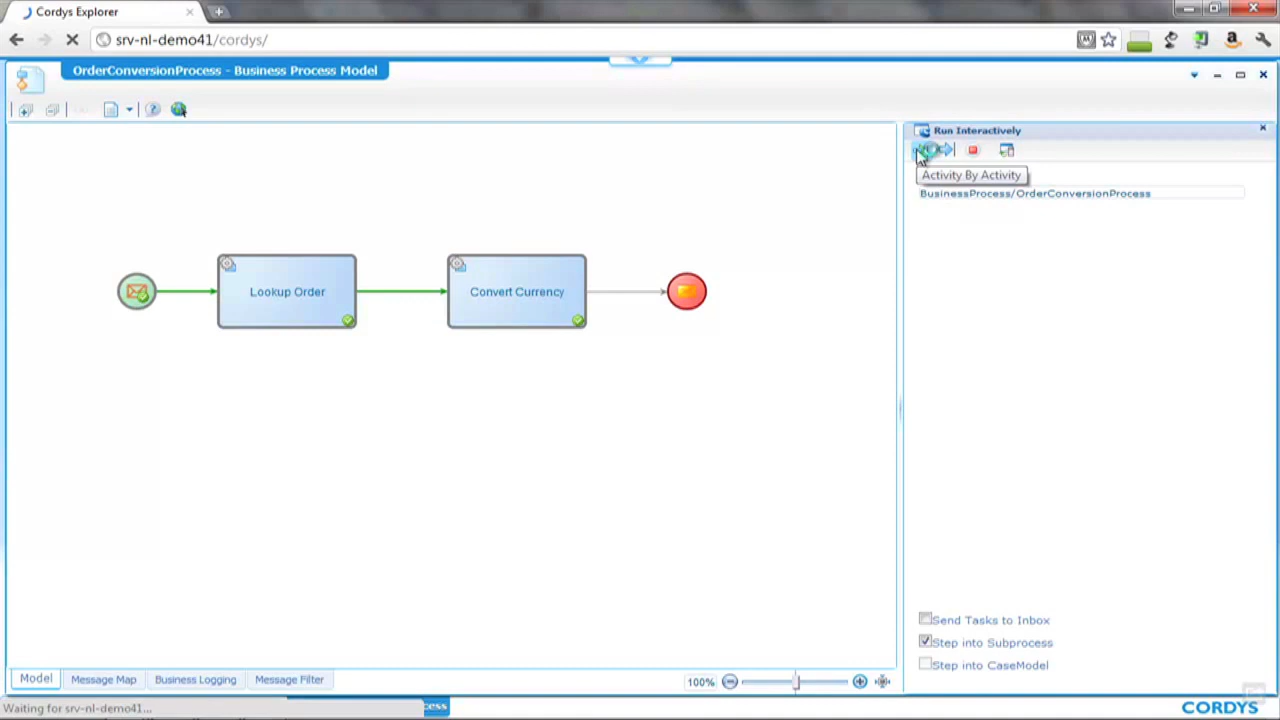 Cordys Explorer
srv-nl-demo41/cordys/
OrderConversionProcess - Business Process Model
Run Interactively
Activity By Activity
BusinessProcess/OrderConversionProcess
Lookup Order
Convert Currency
Send Tasks to Inbox
Step into Subprocess
Step into CaseModel
Model
Message Map
Business Logging
Message Filter
100%
Waiting for srv-nl-demo41...
cess
CORDYS